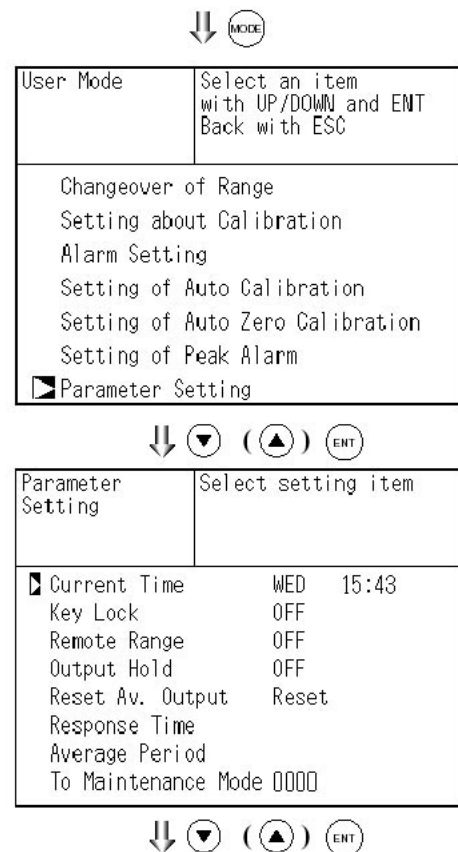 MODE
User Mode Select an item
with UP/DOWN and ENT
Back with ESC
Changeover of Range
Setting about Calibration
Alarm Setting
Setting of Auto Calibration
Setting of Auto Zero Calibration
Setting of Peak Alarm
Parameter Setting
( ) ENT
Parameter Setting Select setting item
Current Time WED 15:43
Key Lock OFF
Remote Range OFF
Output Hold OFF
Reset Av. Output Reset
Response Time
Average Period
To Maintenance Mode 0000
( ) ENT